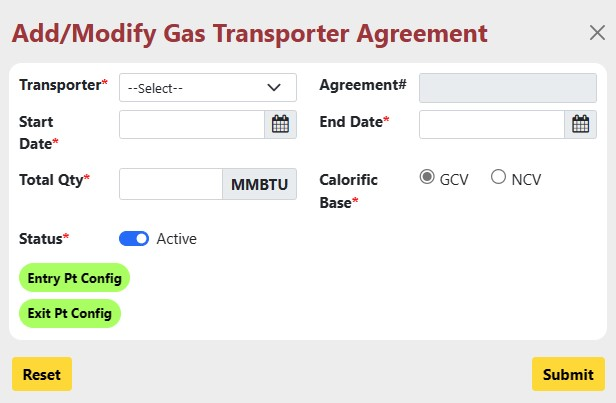 Add/Modify Gas Transporter Agreement
Transporter* --Select-- Agreement#
Start Date* End Date*
Total Qty* MMBTU Calorific Base* GCV NCV
Status* Active
Entry Pt Config
Exit Pt Config
Reset Submit